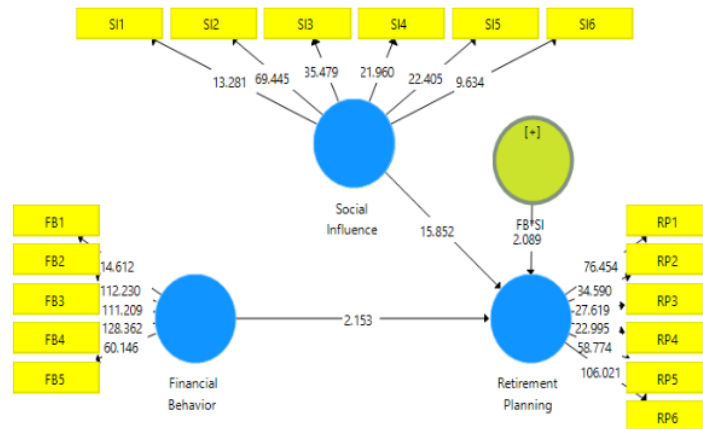 SI1 SI2 SI3 SI4 SI5 SI6
13.281 69.445 35.479 21.960 22.405 9.634
[+]
Social
Influence
FB*SI
15.852
2.089
FB1
FB2
FB3
FB4
FB5
14.612
112.230
111.209
128.362
60.146
Financial
Behavior
2.153
Retirement
Planning
76.454
34.590
27.619
22.995
58.774
106.021
RP1
RP2
RP3
RP4
RP5
RP6